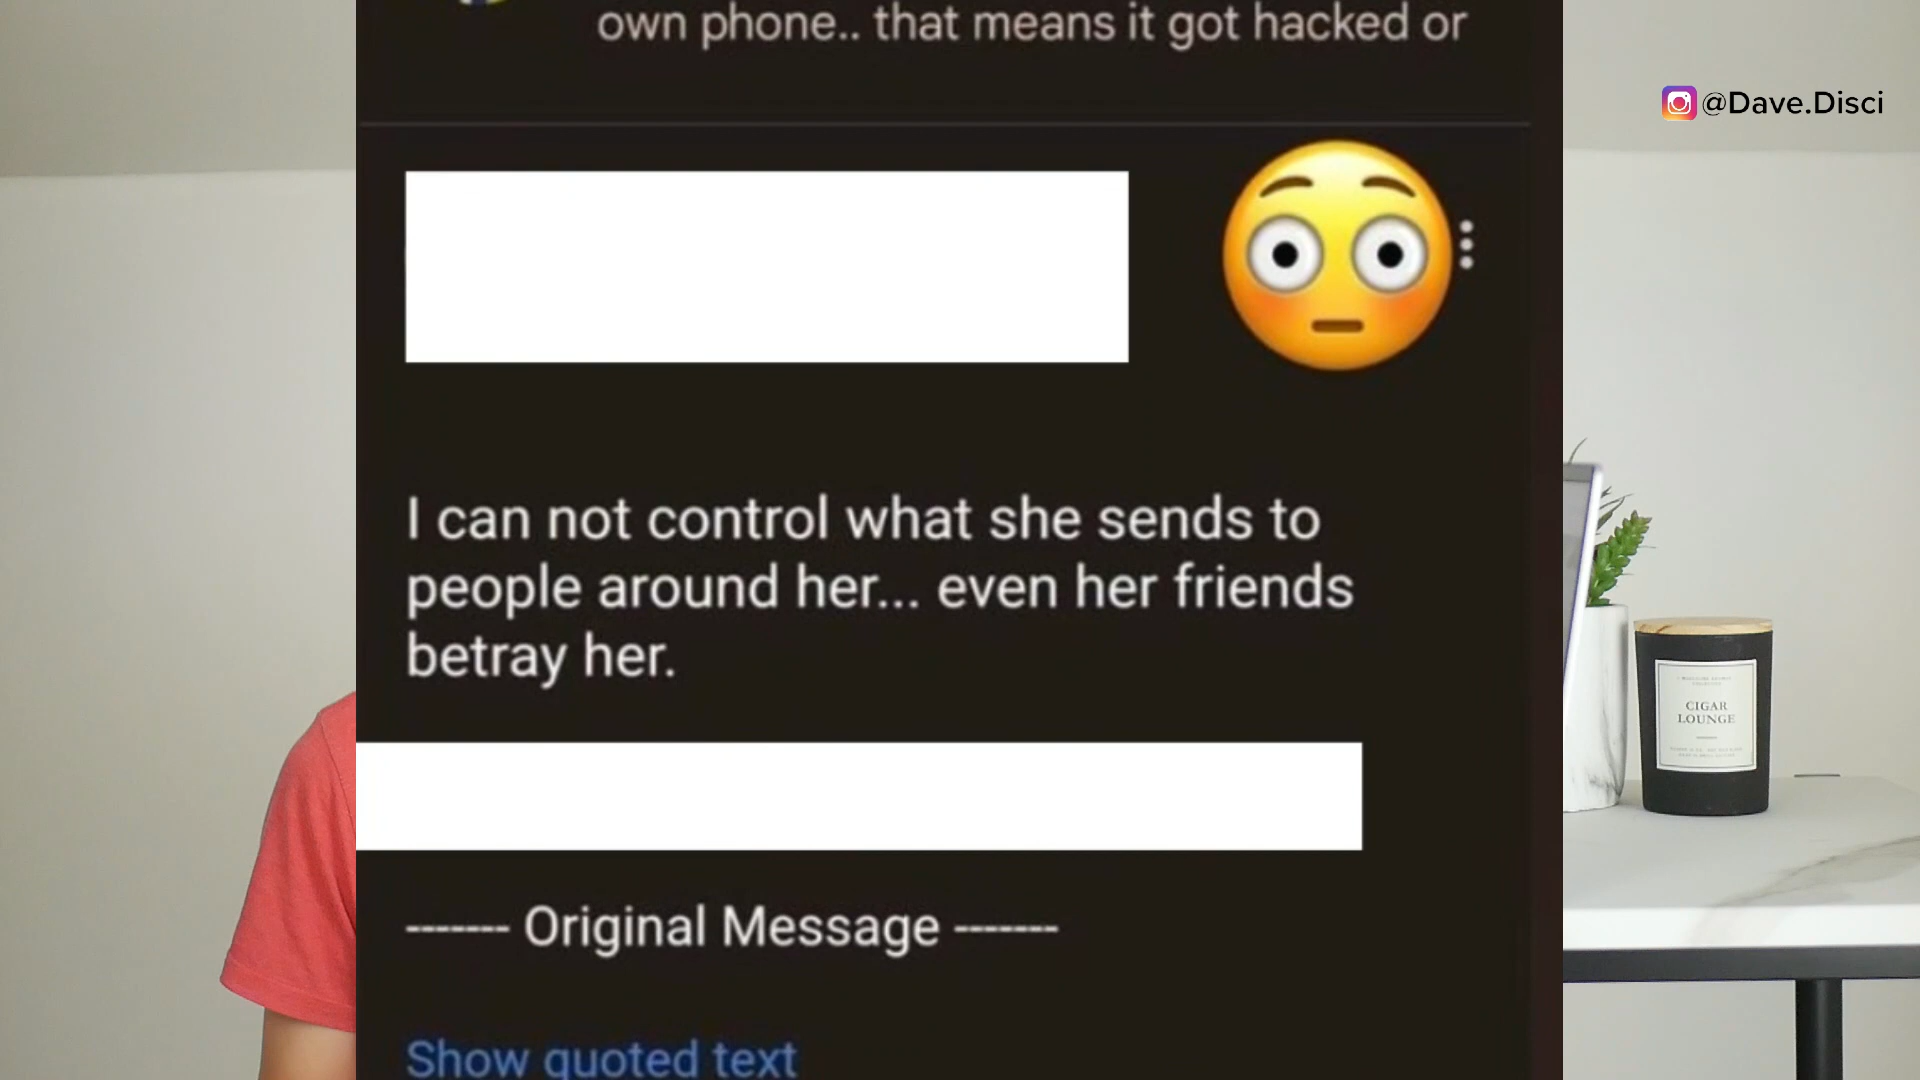 own phone.. that means it got hacked or
@Dave.Disci
I can not control what she sends to
people around her... even her friends
betray her.
CIGAR
LOUNGE
------- Original Message -------
Show quoted text